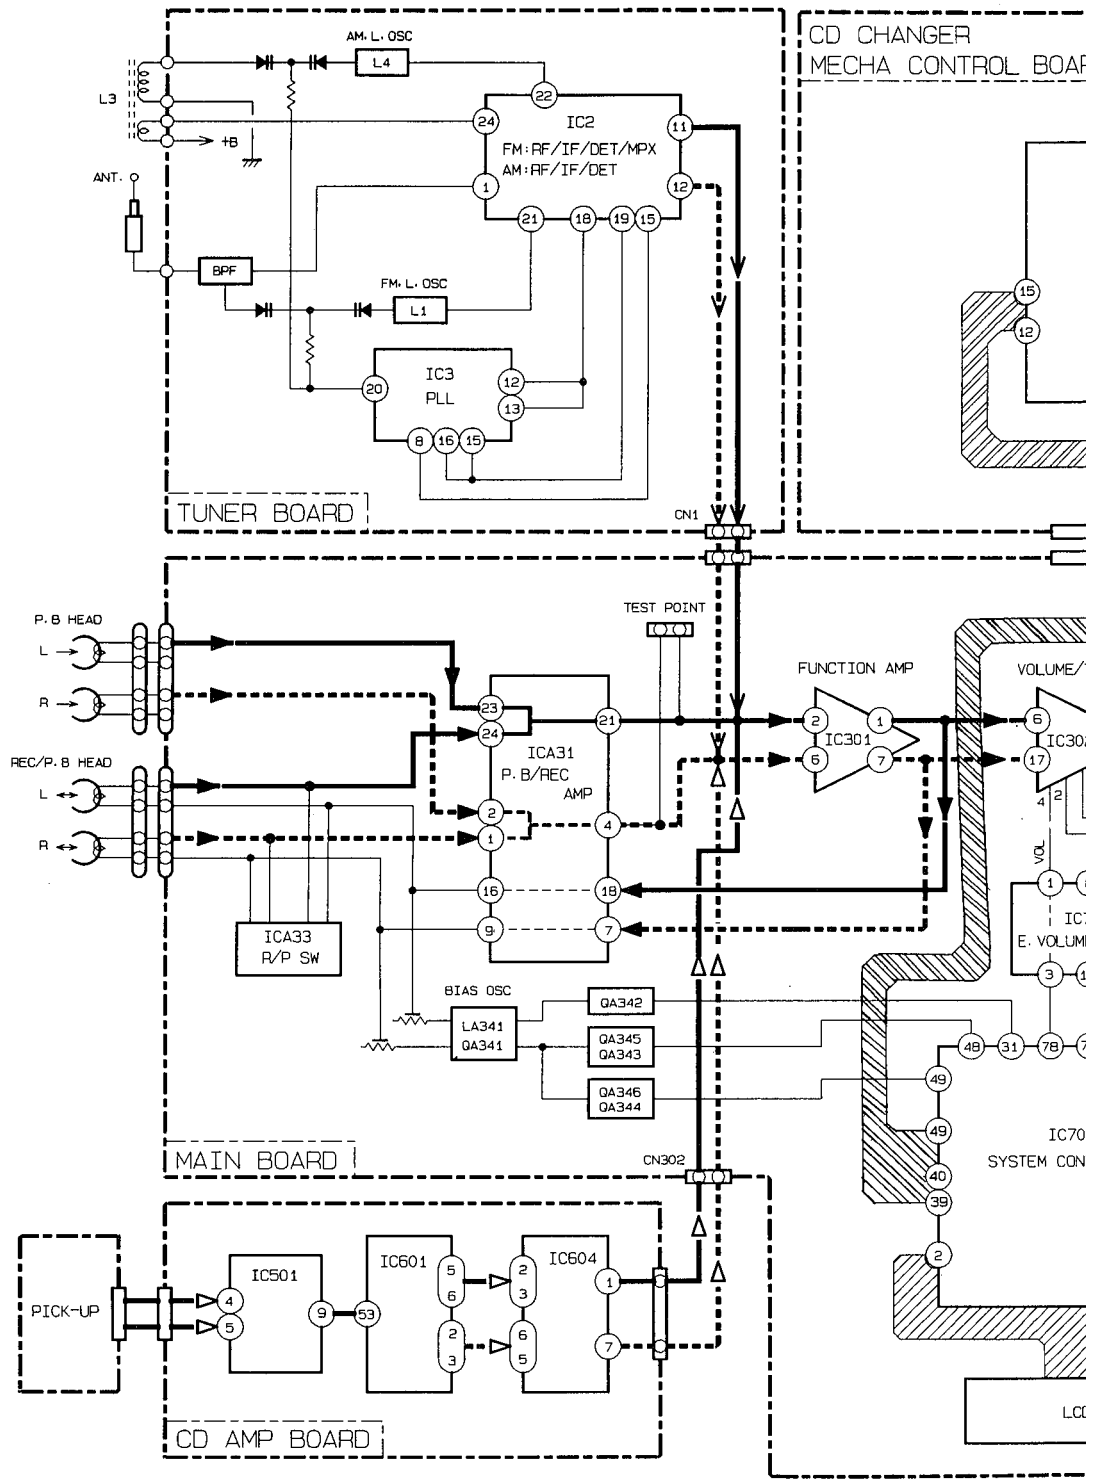 AM. L. OSC
L4
CD CHANGER
MECHA CONTROL BOAR
L3
22
24
IC2
11
+B
FM:RF/IF/DET/MPX
AM:RF/IF/DET
ANT.
1
12
21
18
19
15
BPF
FM. L. OSC
L1
15
12
IC3
PLL
20
12
13
8
16
15
TUNER BOARD
CN1
P.B HEAD
L
R
TEST POINT
FUNCTION AMP
VOLUME/
23
24
21
2
1
6
ICA31
P.B/REC
AMP
IC301
IC302
6
7
17
REC/P.B HEAD
L
R
2
1
4
4
2
VOL
16
18
1
9
7
ICA33
R/P SW
IC7
E. VOLUM
3
1
BIAS OSC
LA341
QA341
QA342
QA345
QA343
QA346
QA344
48
31
78
7
49
49
40
39
2
IC70
SYSTEM CON
MAIN BOARD
CN302
PICK-UP
4
5
IC501
9
53
IC601
5
6
2
3
2
3
6
5
IC604
1
7
CD AMP BOARD
LCD